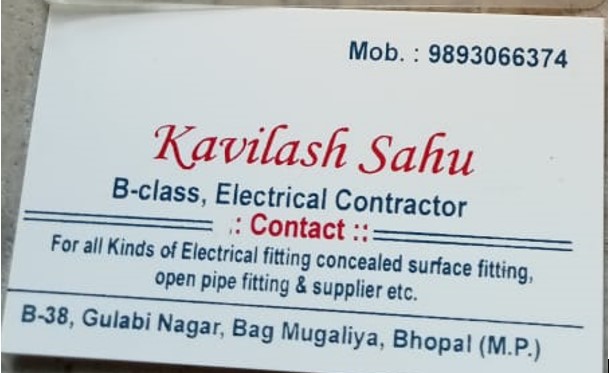 Mob. : 9893066374
Kavilash Sahu
B-class, Electrical Contractor
:: Contact ::
For all Kinds of Electrical fitting concealed surface fitting,
open pipe fitting & supplier etc.
B-38, Gulabi Nagar, Bag Mugaliya, Bhopal (M.P.)